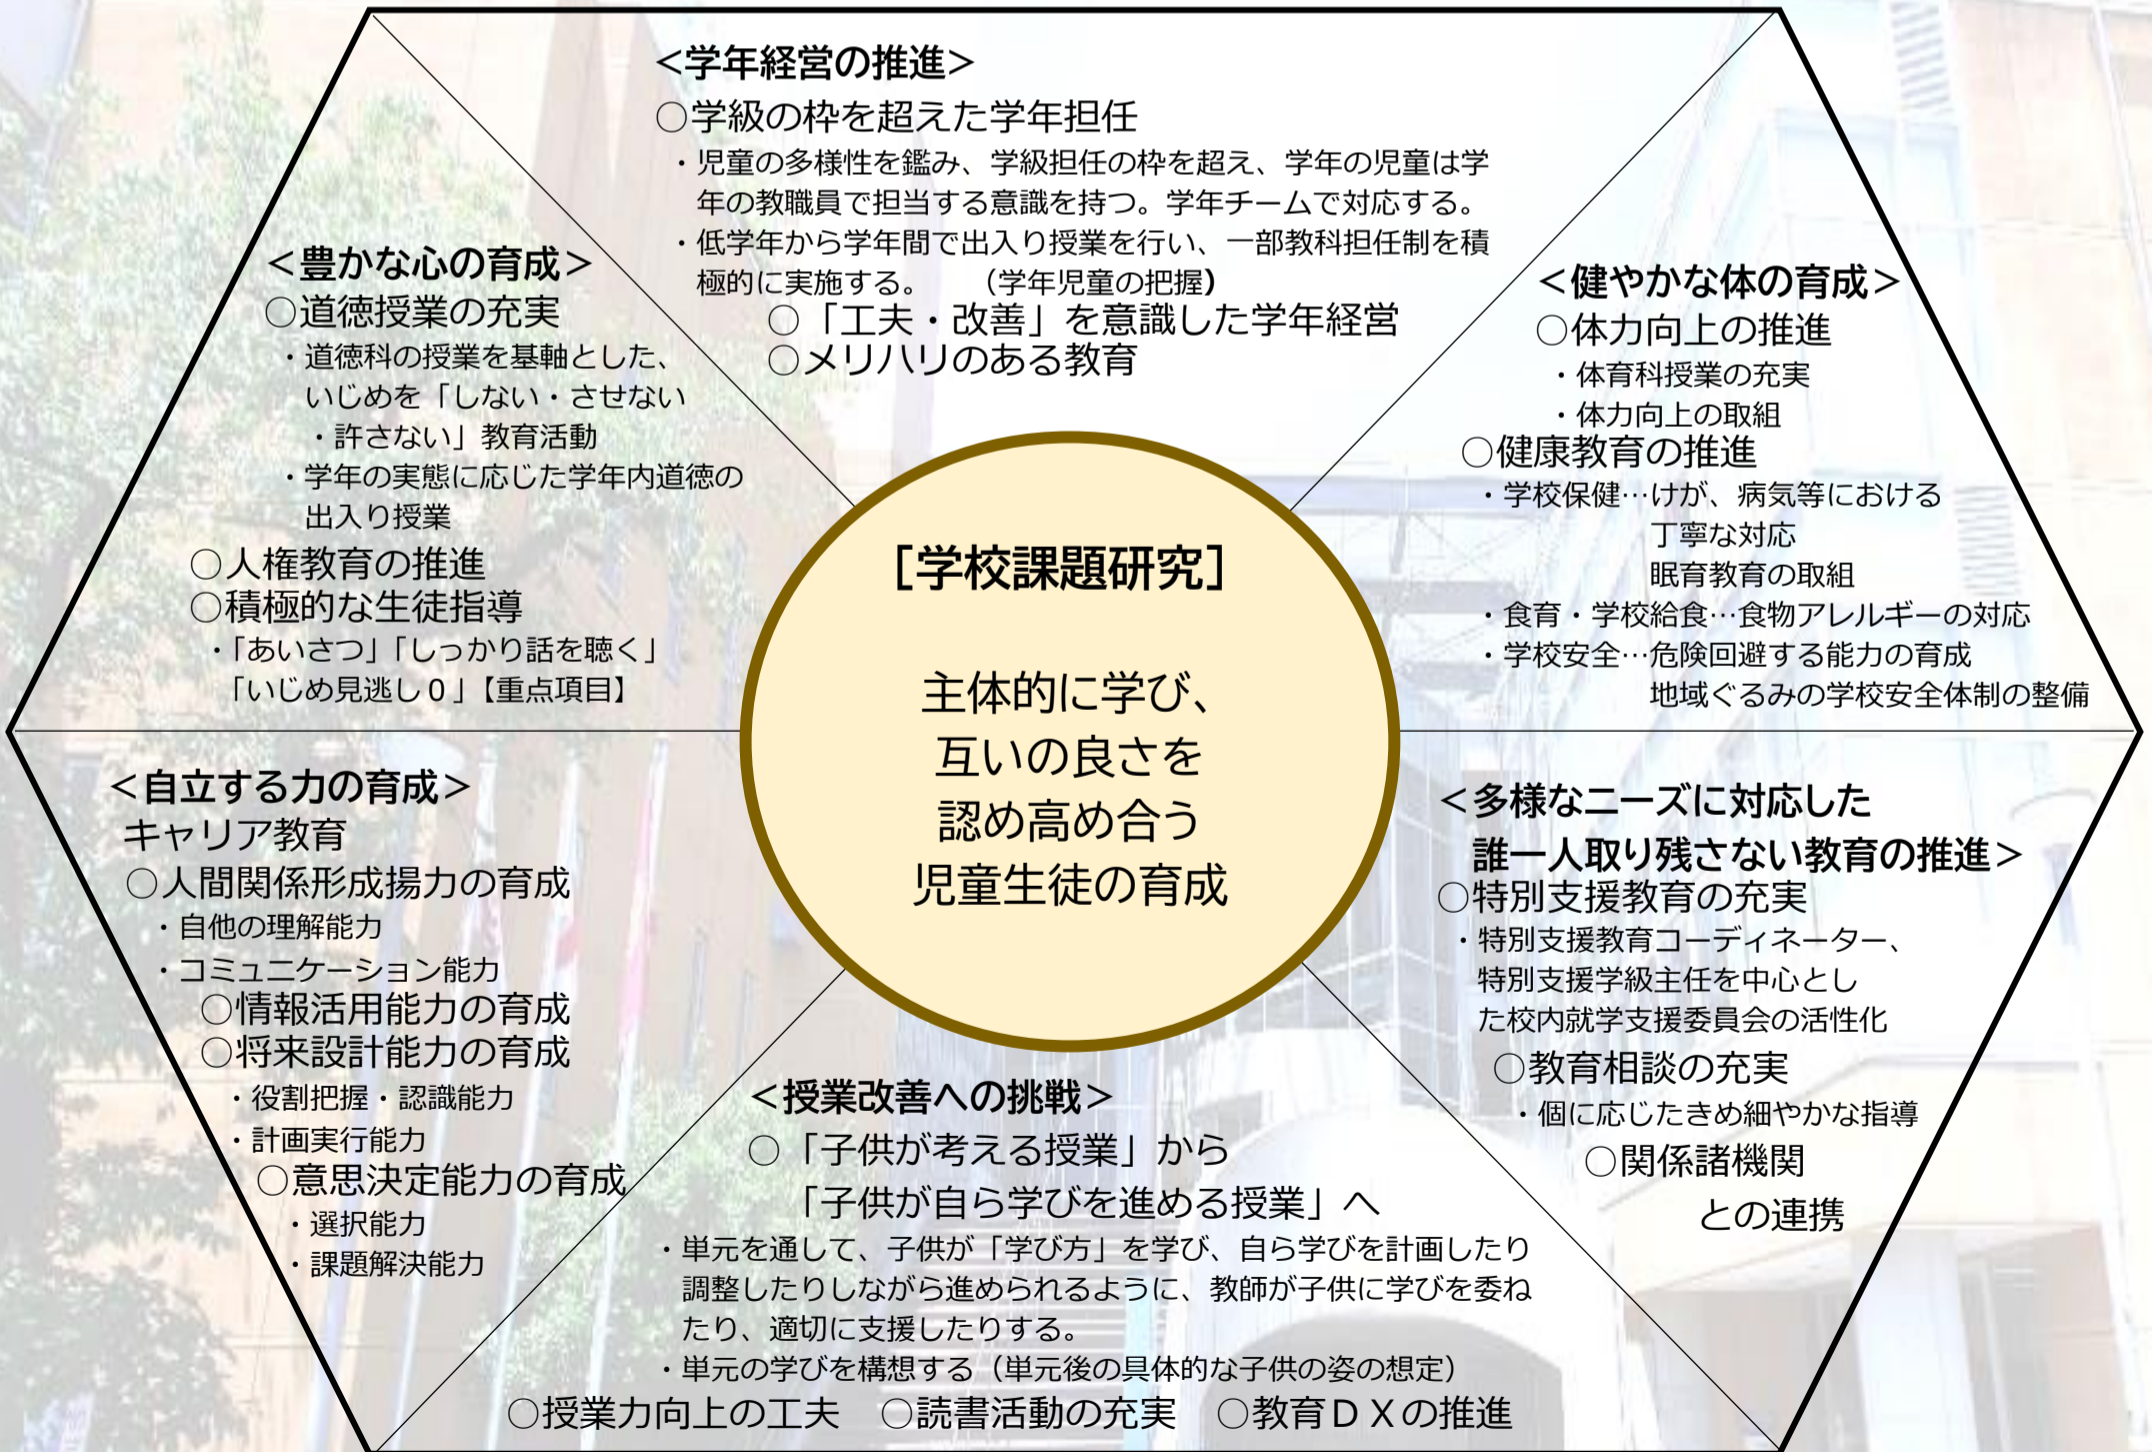 ＜学年経営の推進＞
○学級の枠を超えた学年担任
・児童の多様性を鑑み、学級担任の枠を超え、学年の児童は学
年の教職員で担当する意識を持つ。学年チームで対応する。
・低学年から学年間で出入り授業を行い、一部教科担任制を積
極的に実施する。　（学年児童の把握）
○「工夫・改善」を意識した学年経営
○メリハリのある教育
＜豊かな心の育成＞
○道徳授業の充実
・道徳科の授業を基軸とした、
いじめを「しない・させない
・許さない」教育活動
・学年の実態に応じた学年内道徳の
出入り授業
○人権教育の推進
○積極的な生徒指導
・「あいさつ」「しっかり話を聴く」
「いじめ見逃し０」【重点項目】
＜健やかな体の育成＞
○体力向上の推進
・体育科授業の充実
・体力向上の取組
○健康教育の推進
・学校保健…けが、病気等における
丁寧な対応
眠育教育の取組
・食育・学校給食…食物アレルギーの対応
・学校安全…危険回避する能力の育成
地域ぐるみの学校安全体制の整備
［学校課題研究］
主体的に学び、
互いの良さを
認め高め合う
児童生徒の育成
＜自立する力の育成＞
キャリア教育
○人間関係形成揚力の育成
・自他の理解能力
・コミュニケーション能力
○情報活用能力の育成
○将来設計能力の育成
・役割把握・認識能力
・計画実行能力
○意思決定能力の育成
・選択能力
・課題解決能力
＜多様なニーズに対応した
誰一人取り残さない教育の推進＞
○特別支援教育の充実
・特別支援教育コーディネーター、
特別支援学級主任を中心とし
た校内就学支援委員会の活性化
○教育相談の充実
・個に応じたきめ細やかな指導
○関係諸機関
との連携
＜授業改善への挑戦＞
○「子供が考える授業」から
「子供が自ら学びを進める授業」へ
・単元を通して、子供が「学び方」を学び、自ら学びを計画したり
調整したりしながら進められるように、教師が子供に学びを委ね
たり、適切に支援したりする。
・単元の学びを構想する（単元後の具体的な子供の姿の想定）
○授業力向上の工夫　○読書活動の充実　○教育ＤＸの推進